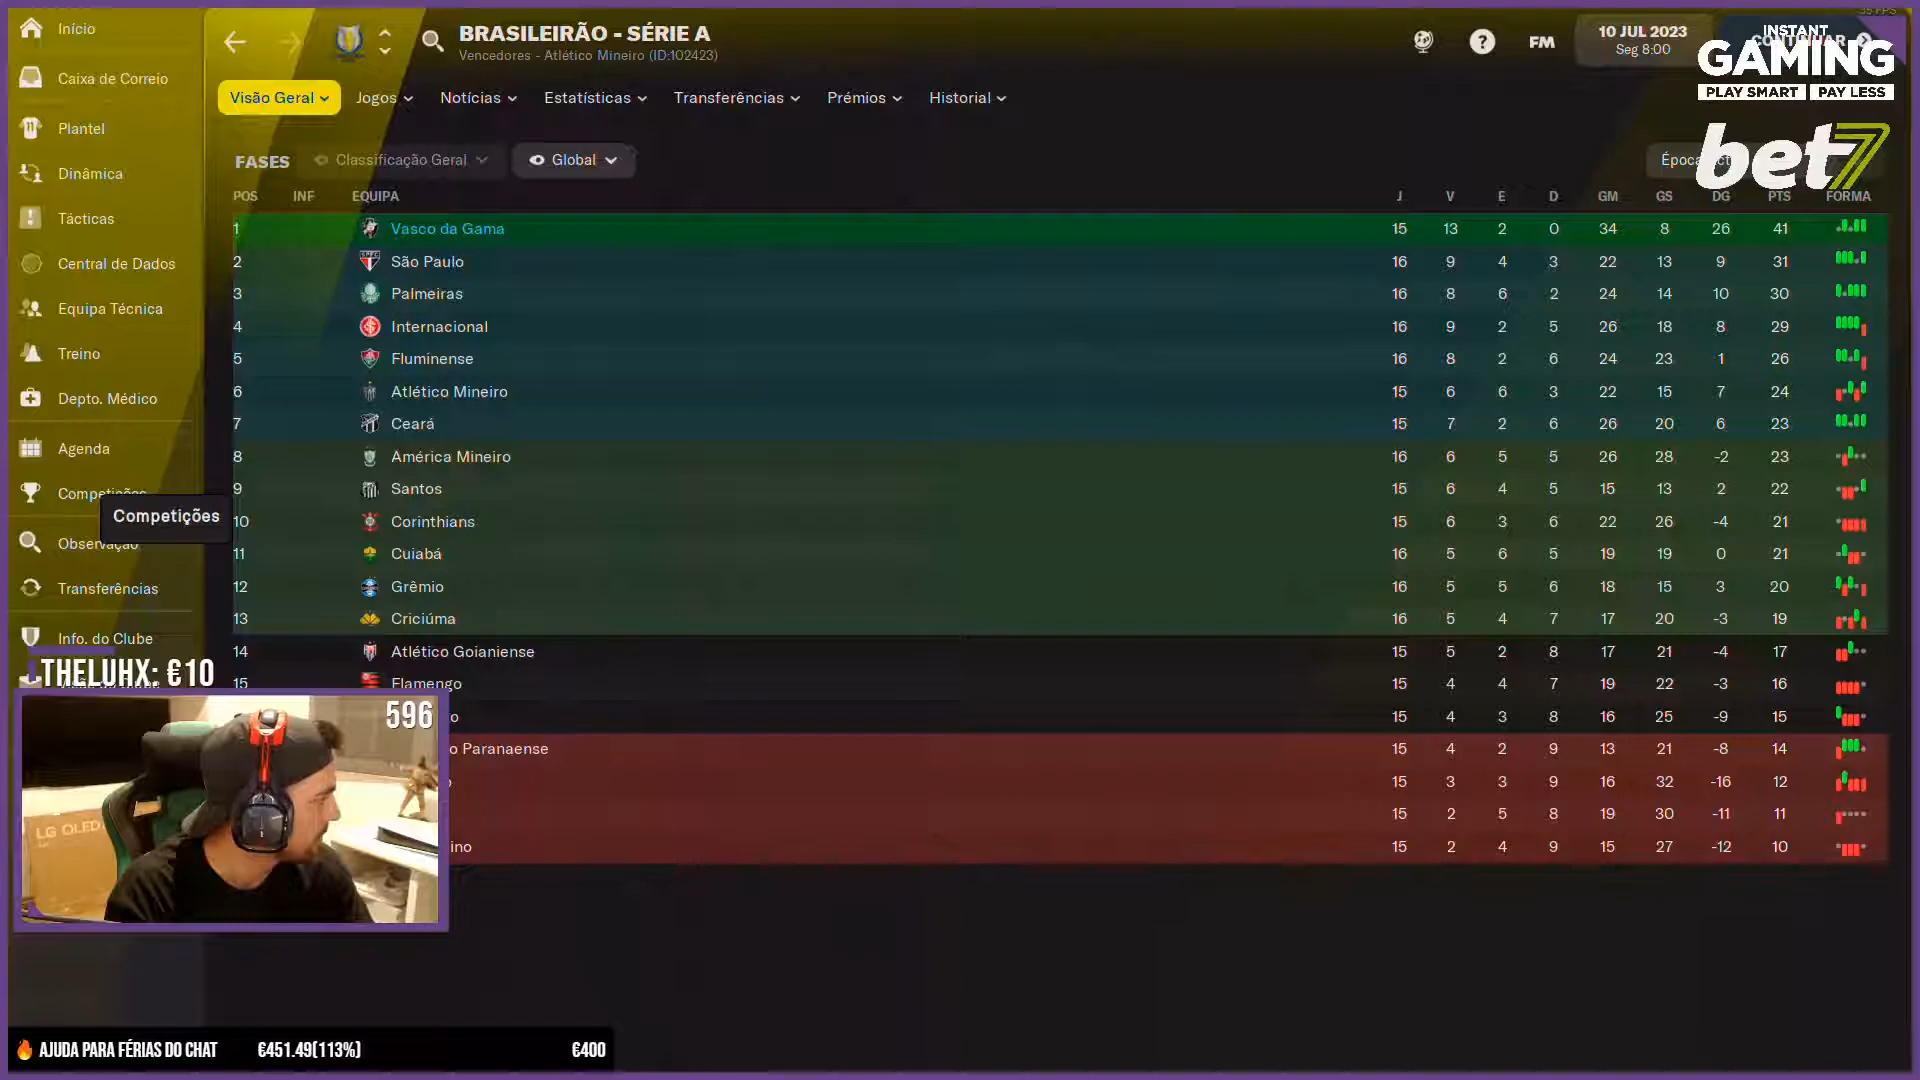 Início
Caixa de Correio
Plantel
Dinâmica
Tácticas
Central de Dados
Equipa Técnica
Treino
Depto. Médico
Agenda
Competições
Competições
Observação
Transferências
Info. do Clube
BRASILEIRÃO - SÉRIE A
Vencedores - Atlético Mineiro (ID:102423)
FM
10 JUL 2023
Seg 8:00
35 FPS
INSTANT
GAMING
PLAY SMART PAY LESS
bet7
Visão Geral Jogos Notícias Estatísticas Transferências Prémios Historial
FASES Classificação Geral Global
POS INF EQUIPA J V E D GM GS DG PTS FORMA
1 Vasco da Gama 15 13 2 0 34 8 26 41
2 São Paulo 16 9 4 3 22 13 9 31
3 Palmeiras 16 8 6 2 24 14 10 30
4 Internacional 16 9 2 5 26 18 8 29
5 Fluminense 16 8 2 6 24 23 1 26
6 Atlético Mineiro 15 6 6 3 22 15 7 24
7 Ceará 15 7 2 6 26 20 6 23
8 América Mineiro 16 6 5 5 26 28 -2 23
9 Santos 15 6 4 5 15 13 2 22
10 Corinthians 15 6 3 6 22 26 -4 21
11 Cuiabá 16 5 6 5 19 19 0 21
12 Grêmio 16 5 5 6 18 15 3 20
13 Criciúma 16 5 4 7 17 20 -3 19
14 Atlético Goianiense 15 5 2 8 17 21 -4 17
15 Flamengo 15 4 4 7 19 22 -3 16
o 15 4 3 8 16 25 -9 15
o Paranaense 15 4 2 9 13 21 -8 14
o 15 3 3 9 16 32 -16 12
15 2 5 8 19 30 -11 11
ino 15 2 4 9 15 27 -12 10
THELUHX: €10
596
LG OLED
AJUDA PARA FÉRIAS DO CHAT €451.49(113%) €400